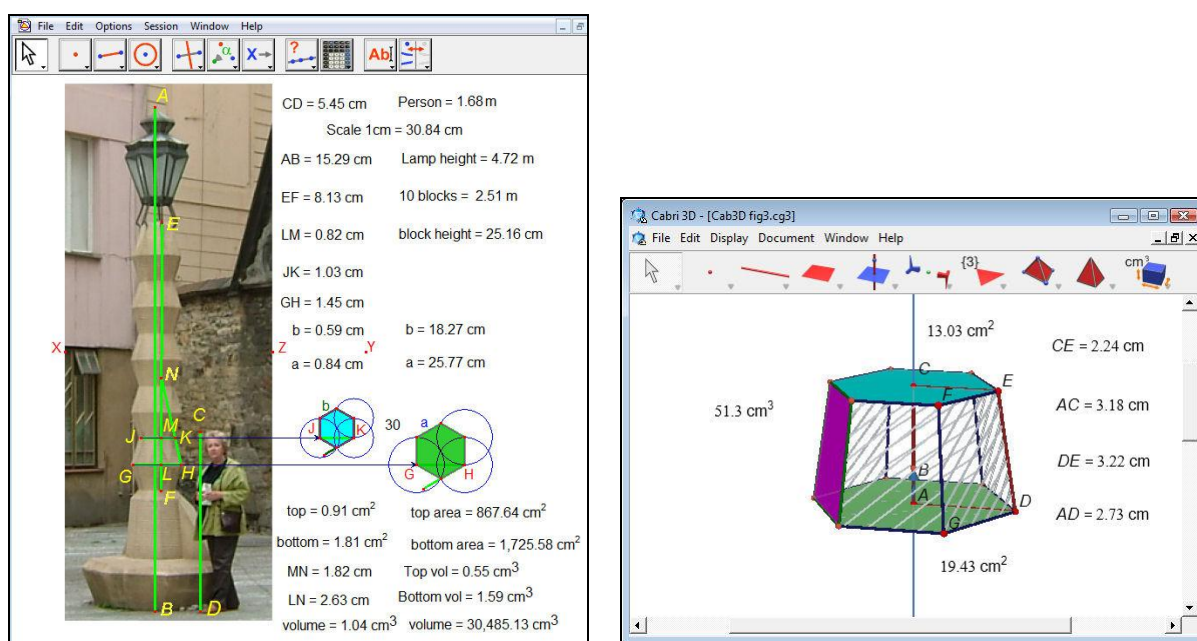 File Edit Options Session Window Help
? α X→ Ab
CD = 5.45 cm Person = 1.68 m
Scale 1cm = 30.84 cm
AB = 15.29 cm Lamp height = 4.72 m
EF = 8.13 cm 10 blocks = 2.51 m
LM = 0.82 cm block height = 25.16 cm
JK = 1.03 cm
GH = 1.45 cm
b = 0.59 cm b = 18.27 cm
a = 0.84 cm a = 25.77 cm
A
E
X Z Y
N
C
J M K
G L H
F
B D
b 30 a
J K
G H
top = 0.91 cm² top area = 867.64 cm²
bottom = 1.81 cm² bottom area = 1,725.58 cm²
MN = 1.82 cm Top vol = 0.55 cm³
LN = 2.63 cm Bottom vol = 1.59 cm³
volume = 1.04 cm³ volume = 30,485.13 cm³
Cabri 3D - [Cab3D fig3.cg3]
File Edit Display Document Window Help
{3} cm³
13.03 cm²
CE = 2.24 cm
C E
F
51.3 cm³
AC = 3.18 cm
DE = 3.22 cm
B
A D
G
AD = 2.73 cm
19.43 cm²